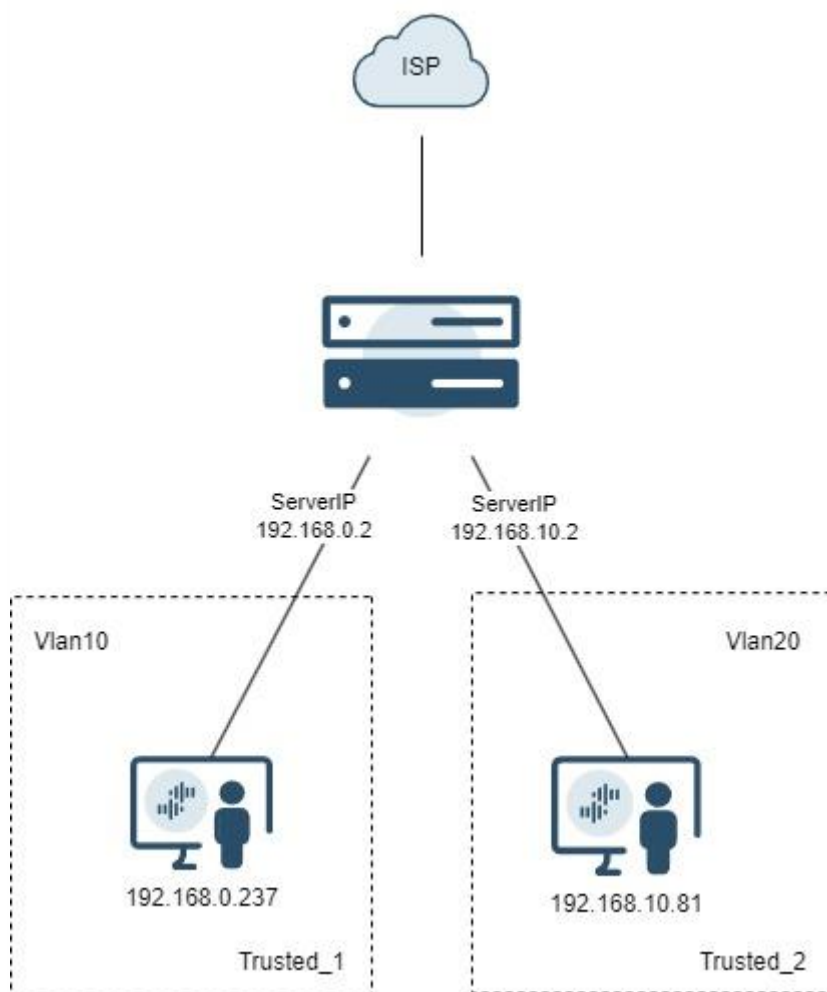 ISP
ServerIP
192.168.0.2
ServerIP
192.168.10.2
Vlan10
Vlan20
192.168.0.237
192.168.10.81
Trusted_1
Trusted_2